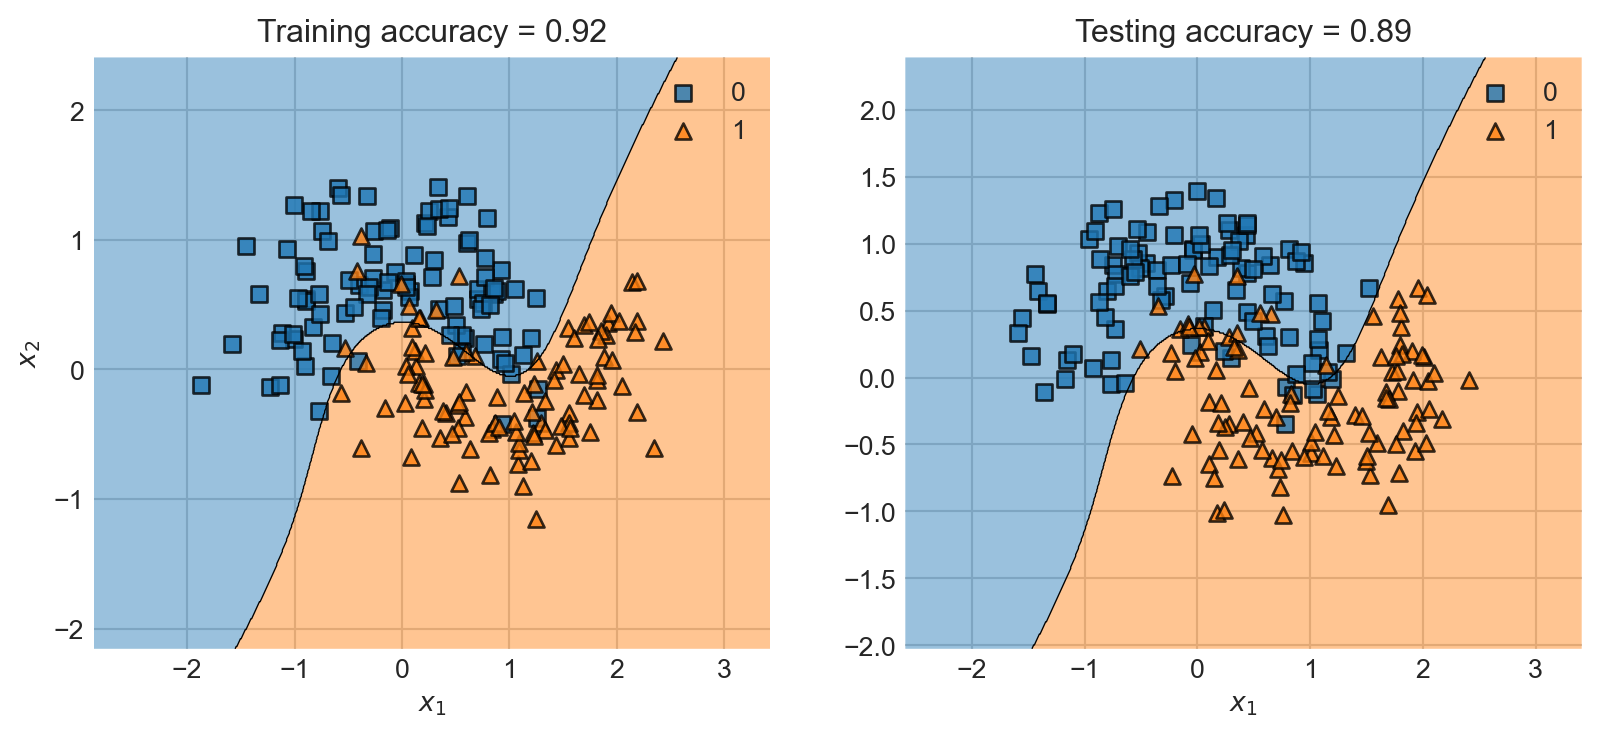 Training accuracy = 0.92
0
1
2
1
0
−1
−2
x2
−2 −1 0 1 2 3
x1
Testing accuracy = 0.89
0
1
2.0
1.5
1.0
0.5
0.0
−0.5
−1.0
−1.5
−2.0
−2 −1 0 1 2 3
x1